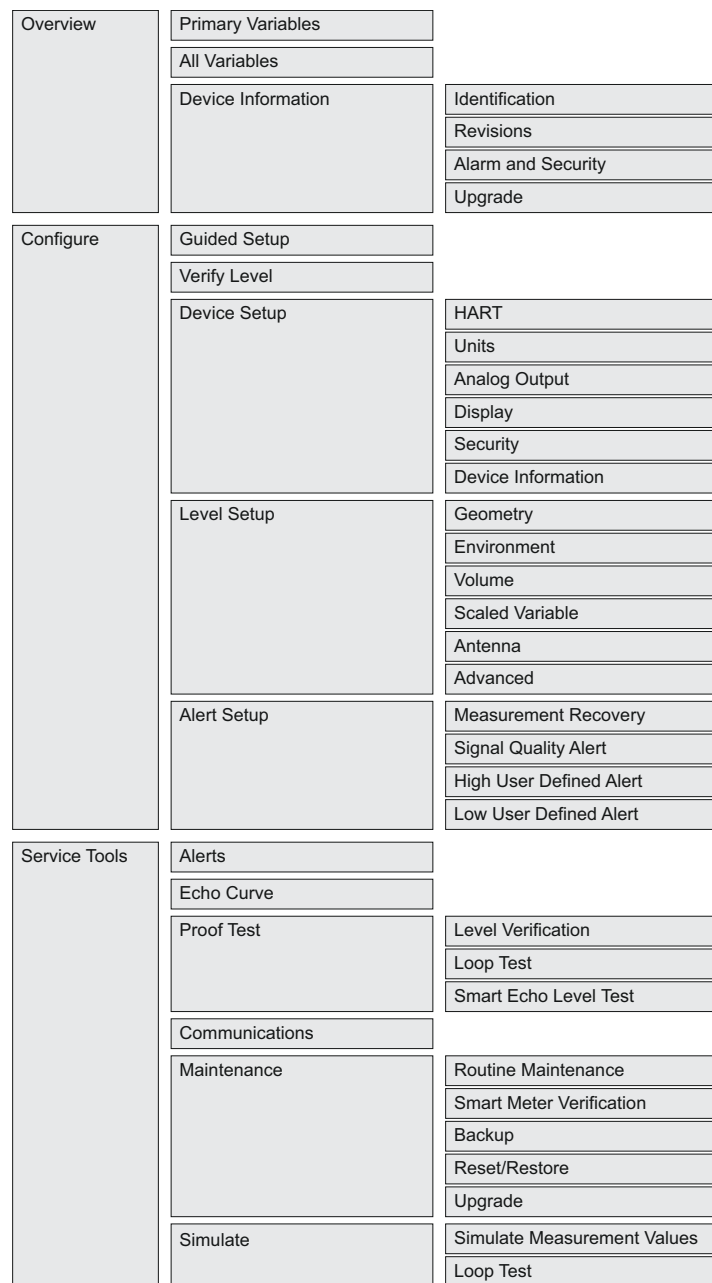 Overview
Primary Variables
All Variables
Device Information
Identification
Revisions
Alarm and Security
Upgrade
Configure
Guided Setup
Verify Level
Device Setup
HART
Units
Analog Output
Display
Security
Device Information
Level Setup
Geometry
Environment
Volume
Scaled Variable
Antenna
Advanced
Alert Setup
Measurement Recovery
Signal Quality Alert
High User Defined Alert
Low User Defined Alert
Service Tools
Alerts
Echo Curve
Proof Test
Level Verification
Loop Test
Smart Echo Level Test
Communications
Maintenance
Routine Maintenance
Smart Meter Verification
Backup
Reset/Restore
Upgrade
Simulate
Simulate Measurement Values
Loop Test